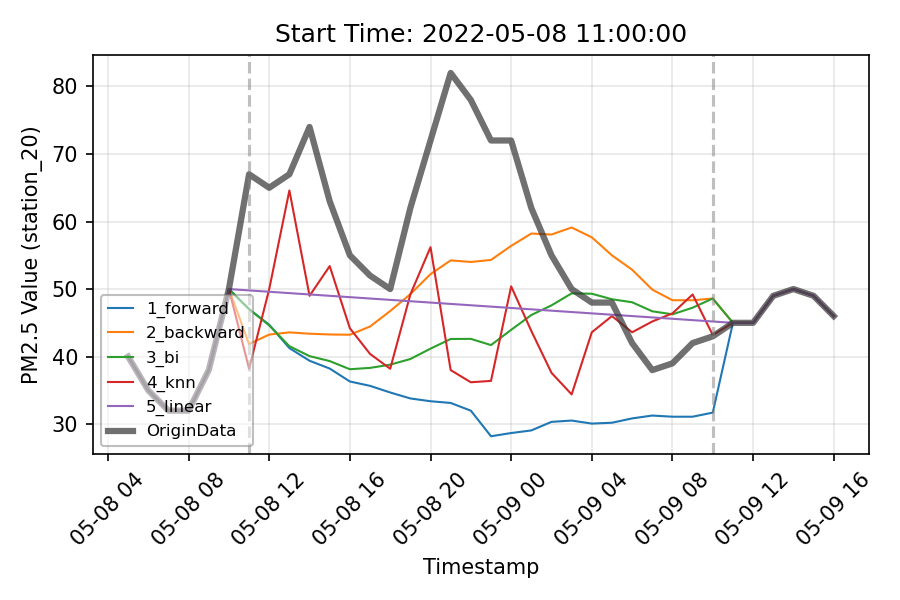 Start Time: 2022-05-08 11:00:00
PM2.5 Value (station_20)
80
70
60
50
40
30
1_forward
2_backward
3_bi
4_knn
5_linear
OriginData
05-08 04
05-08 08
05-08 12
05-08 16
05-08 20
05-09 00
05-09 04
05-09 08
05-09 12
05-09 16
Timestamp